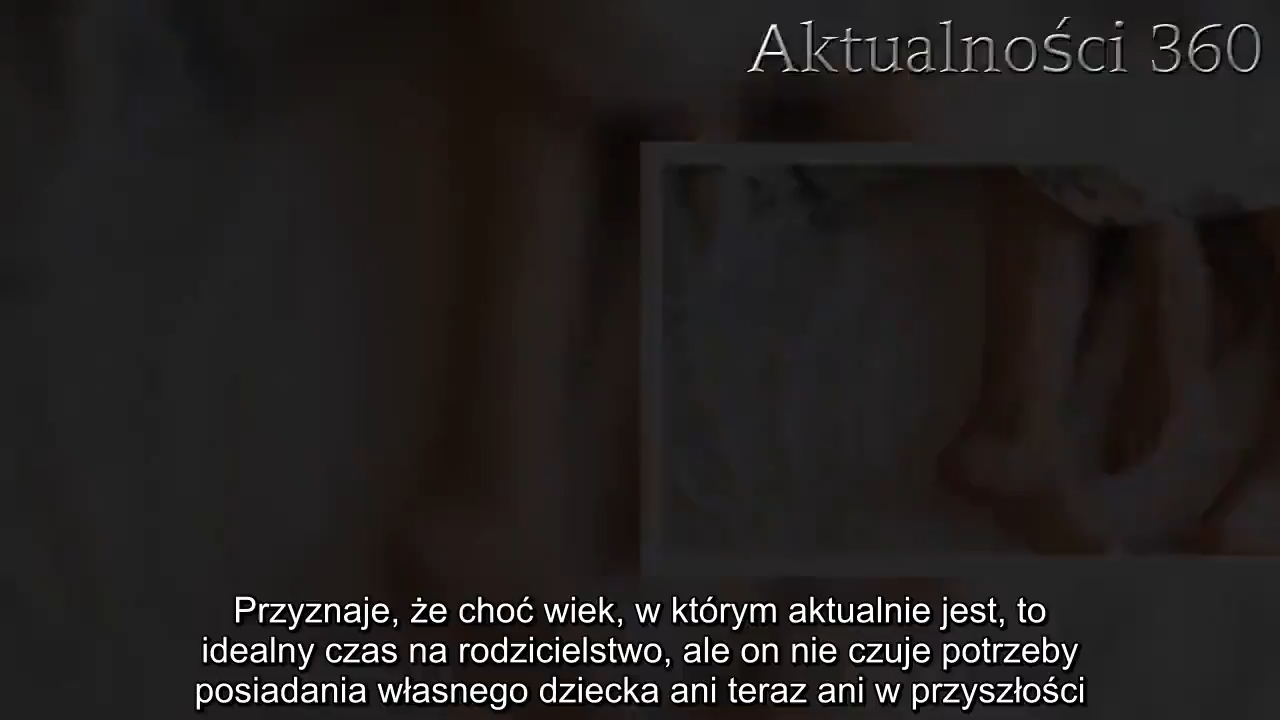 Aktualności 360
Przyznaje, że choć wiek, w którym aktualnie jest, to
idealny czas na rodzicielstwo, ale on nie czuje potrzeby
posiadania własnego dziecka ani teraz ani w przyszłości